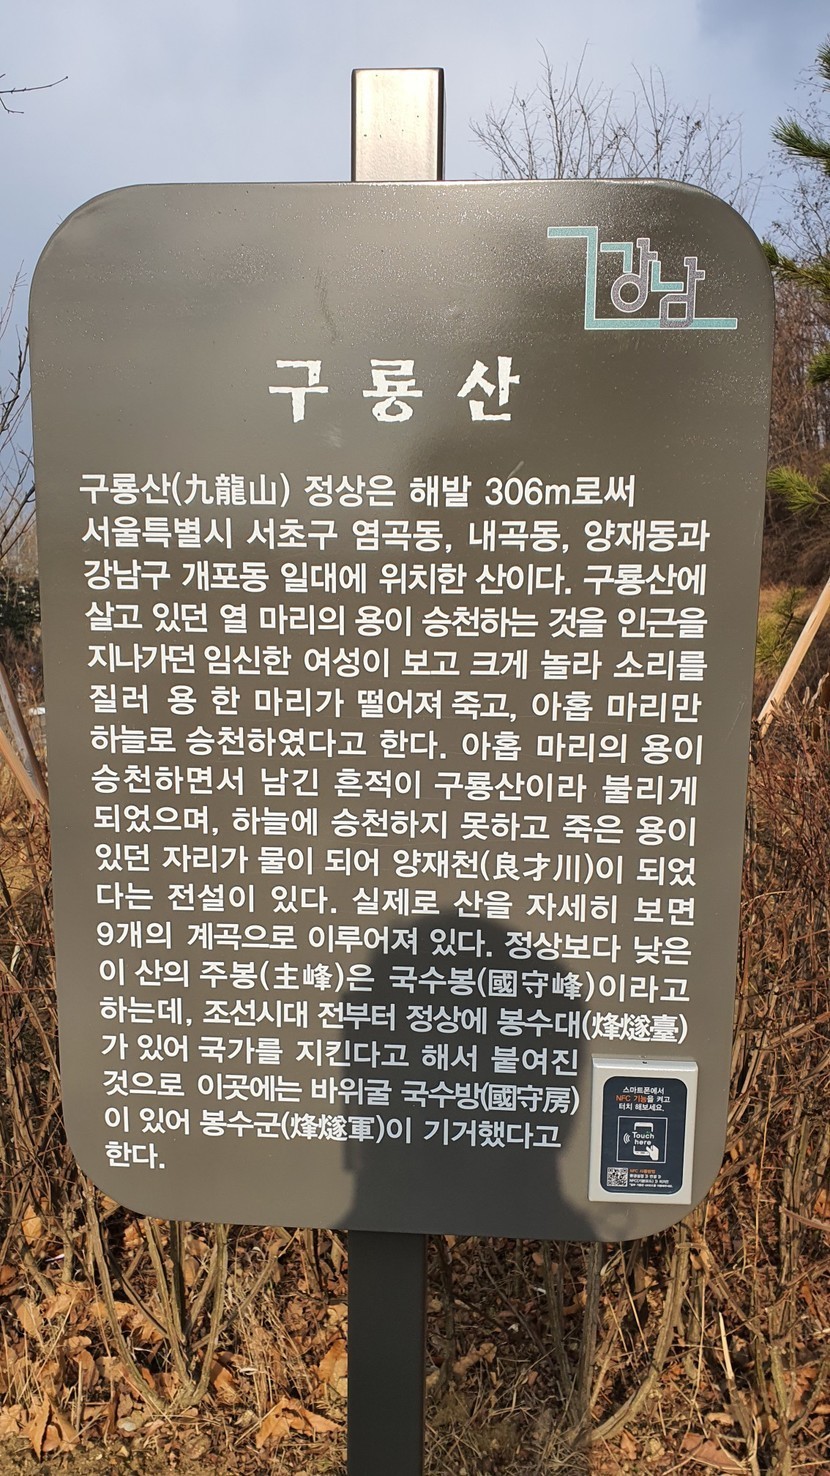 강남
구룡산
구룡산(九龍山) 정상은 해발 306m로써
서울특별시 서초구 염곡동, 내곡동, 양재동과
강남구 개포동 일대에 위치한 산이다. 구룡산에
살고 있던 열 마리의 용이 승천하는 것을 인근을
지나가던 임신한 여성이 보고 크게 놀라 소리를
질러 용 한 마리가 떨어져 죽고, 아홉 마리만
하늘로 승천하였다고 한다. 아홉 마리의 용이
승천하면서 남긴 흔적이 구룡산이라 불리게
되었으며, 하늘에 승천하지 못하고 죽은 용이
있던 자리가 물이 되어 양재천(良才川)이 되었
다는 전설이 있다. 실제로 산을 자세히 보면
9개의 계곡으로 이루어져 있다. 정상보다 낮은
이 산의 주봉(主峰)은 국수봉(國守峰)이라고
하는데, 조선시대 전부터 정상에 봉수대(烽燧臺)
가 있어 국가를 지킨다고 해서 붙여진
것으로 이곳에는 바위굴 국수방(國守房)
이 있어 봉수군(烽燧軍)이 기거했다고
한다.
스마트폰에서
NFC 기능을 켜고
터치 해보세요.
Touch
here
NFC 사용방법